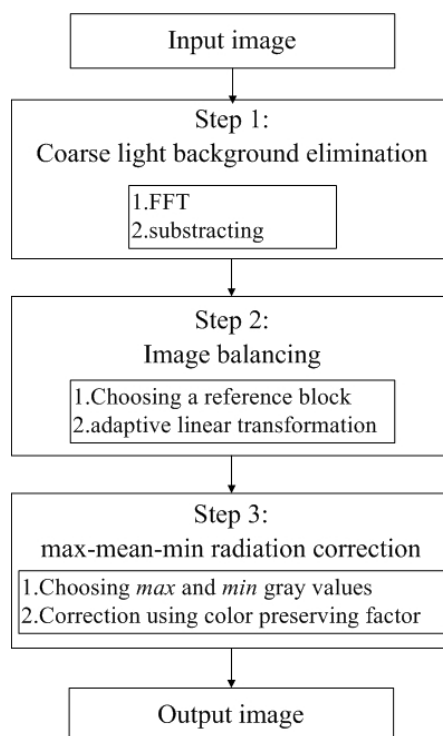 Input image
Step 1:
Coarse light background elimination
1.FFT
2.substracting
Step 2:
Image balancing
1.Choosing a reference block
2.adaptive linear transformation
Step 3:
max-mean-min radiation correction
1.Choosing max and min gray values
2.Correction using color preserving factor
Output image